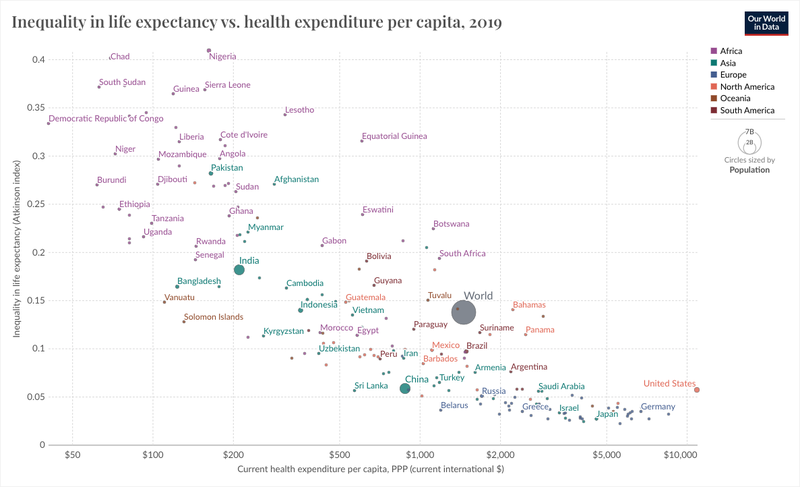 Inequality in life expectancy vs. health expenditure per capita, 2019
Our World
in Data
Africa
Asia
Europe
North America
Oceania
South America
7B
2B
Circles sized by
Population
Inequality in life expectancy (Atkinson index)
0.4
0.35
0.3
0.25
0.2
0.15
0.1
0.05
0
Chad
Nigeria
South Sudan
Guinea
Sierra Leone
Lesotho
Democratic Republic of Congo
Liberia
Cote d'Ivoire
Equatorial Guinea
Niger
Mozambique
Angola
Pakistan
Burundi
Djibouti
Afghanistan
Sudan
Ethiopia
Ghana
Eswatini
Tanzania
Myanmar
Botswana
Uganda
Rwanda
Gabon
Senegal
Bolivia
South Africa
India
Bangladesh
Cambodia
Guyana
Vanuatu
Guatemala
Tuvalu
World
Indonesia
Vietnam
Bahamas
Solomon Islands
Kyrgyzstan
Morocco
Egypt
Paraguay
Suriname
Panama
Uzbekistan
Peru
Iran
Mexico
Brazil
Barbados
Sri Lanka
China
Turkey
Armenia
Argentina
United States
Russia
Saudi Arabia
Belarus
Greece
Israel
Japan
Germany
$50
$100
$200
$500
$1,000
$2,000
$5,000
$10,000
Current health expenditure per capita, PPP (current international $)